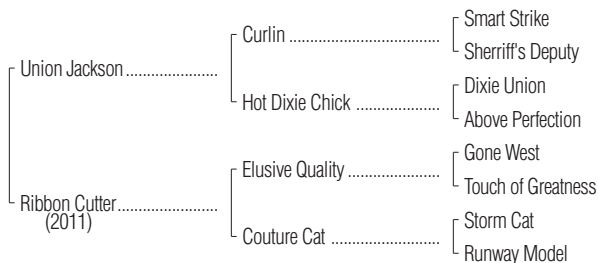 Smart Strike
Curlin ......................................
Sherriff's Deputy
Union Jackson.......................
Dixie Union
Hot Dixie Chick .....................
Above Perfection
Gone West
Elusive Quality .......................
Touch of Greatness
Ribbon Cutter.........................
(2011)
Storm Cat
Couture Cat ...........................
Runway Model